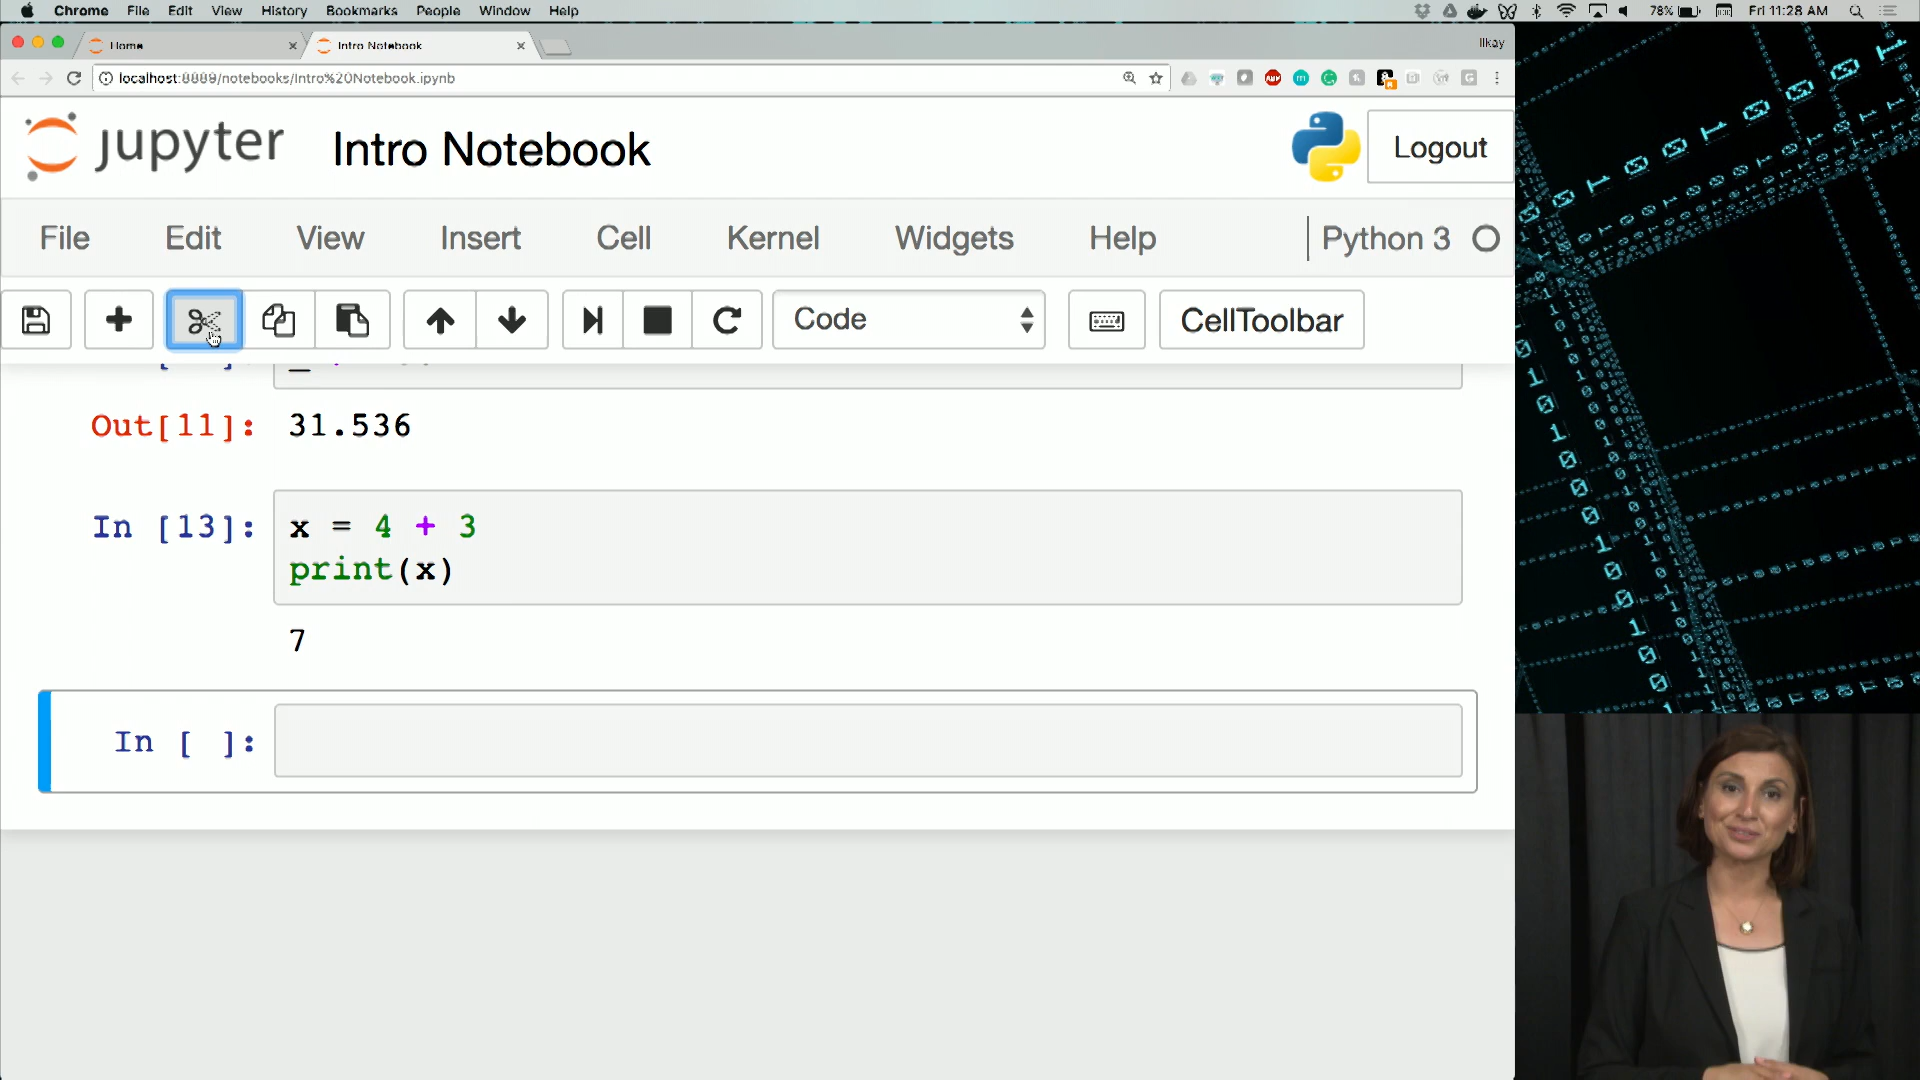 Chrome File Edit View History Bookmarks People Window Help 78% Fri 11:28 AM
Home Intro Notebook Ilkay
localhost:8889/notebooks/Intro%20Notebook.ipynb
jupyter Intro Notebook Logout
File Edit View Insert Cell Kernel Widgets Help Python 3
Code CellToolbar
Out[11]: 31.536
In [13]: x = 4 + 3
print(x)
7
In [ ]: